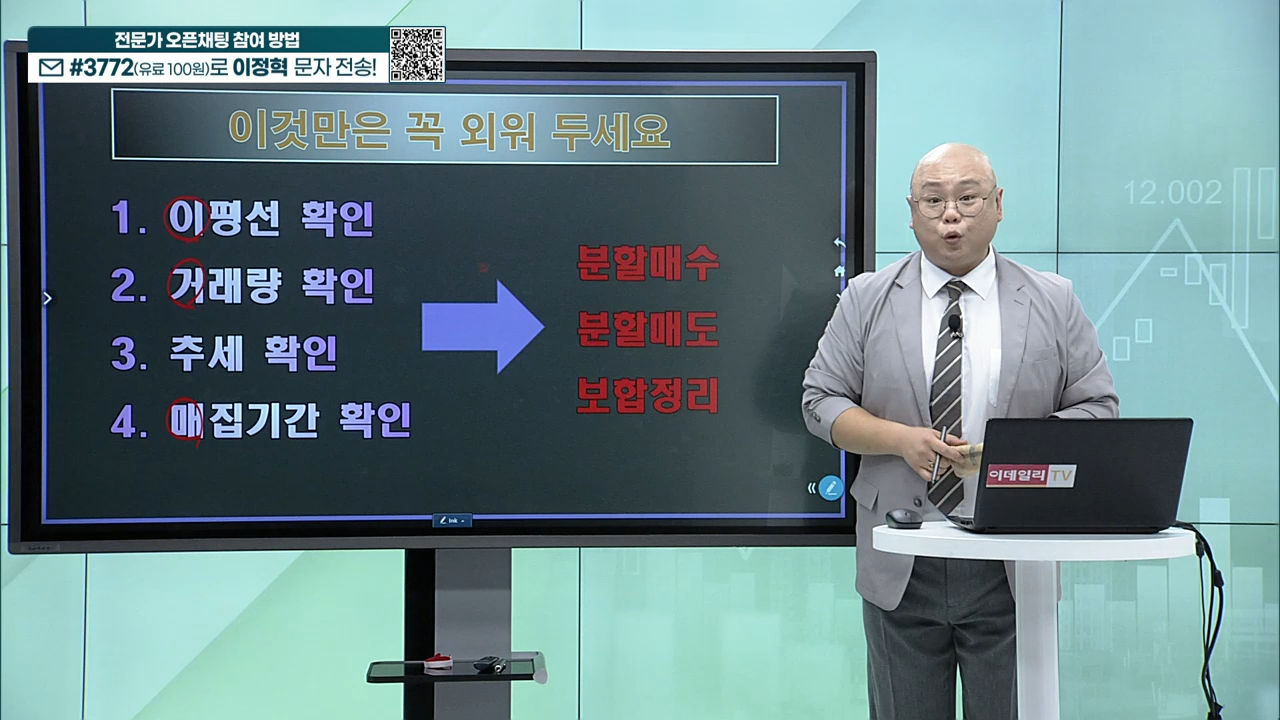 전문가 오픈채팅 참여 방법
#3772(유료 100원)로 이정혁 문자 전송!
이것만은 꼭 외워 두세요
1. 이평선 확인
2. 거래량 확인
3. 추세 확인
4. 매집기간 확인
분할매수
분할매도
보합정리
12.002
이데일리TV
Ink